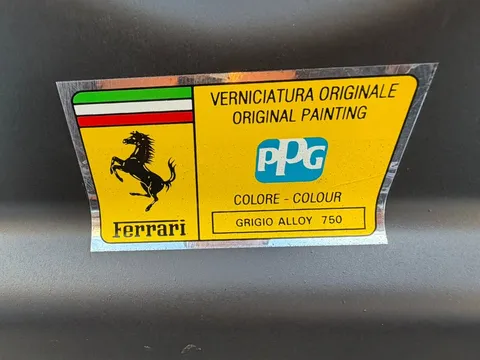 VERNICIATURA ORIGINALE
ORIGINAL PAINTING
PPG
COLORE - COLOUR
GRIGIO ALLOY 750
Ferrari